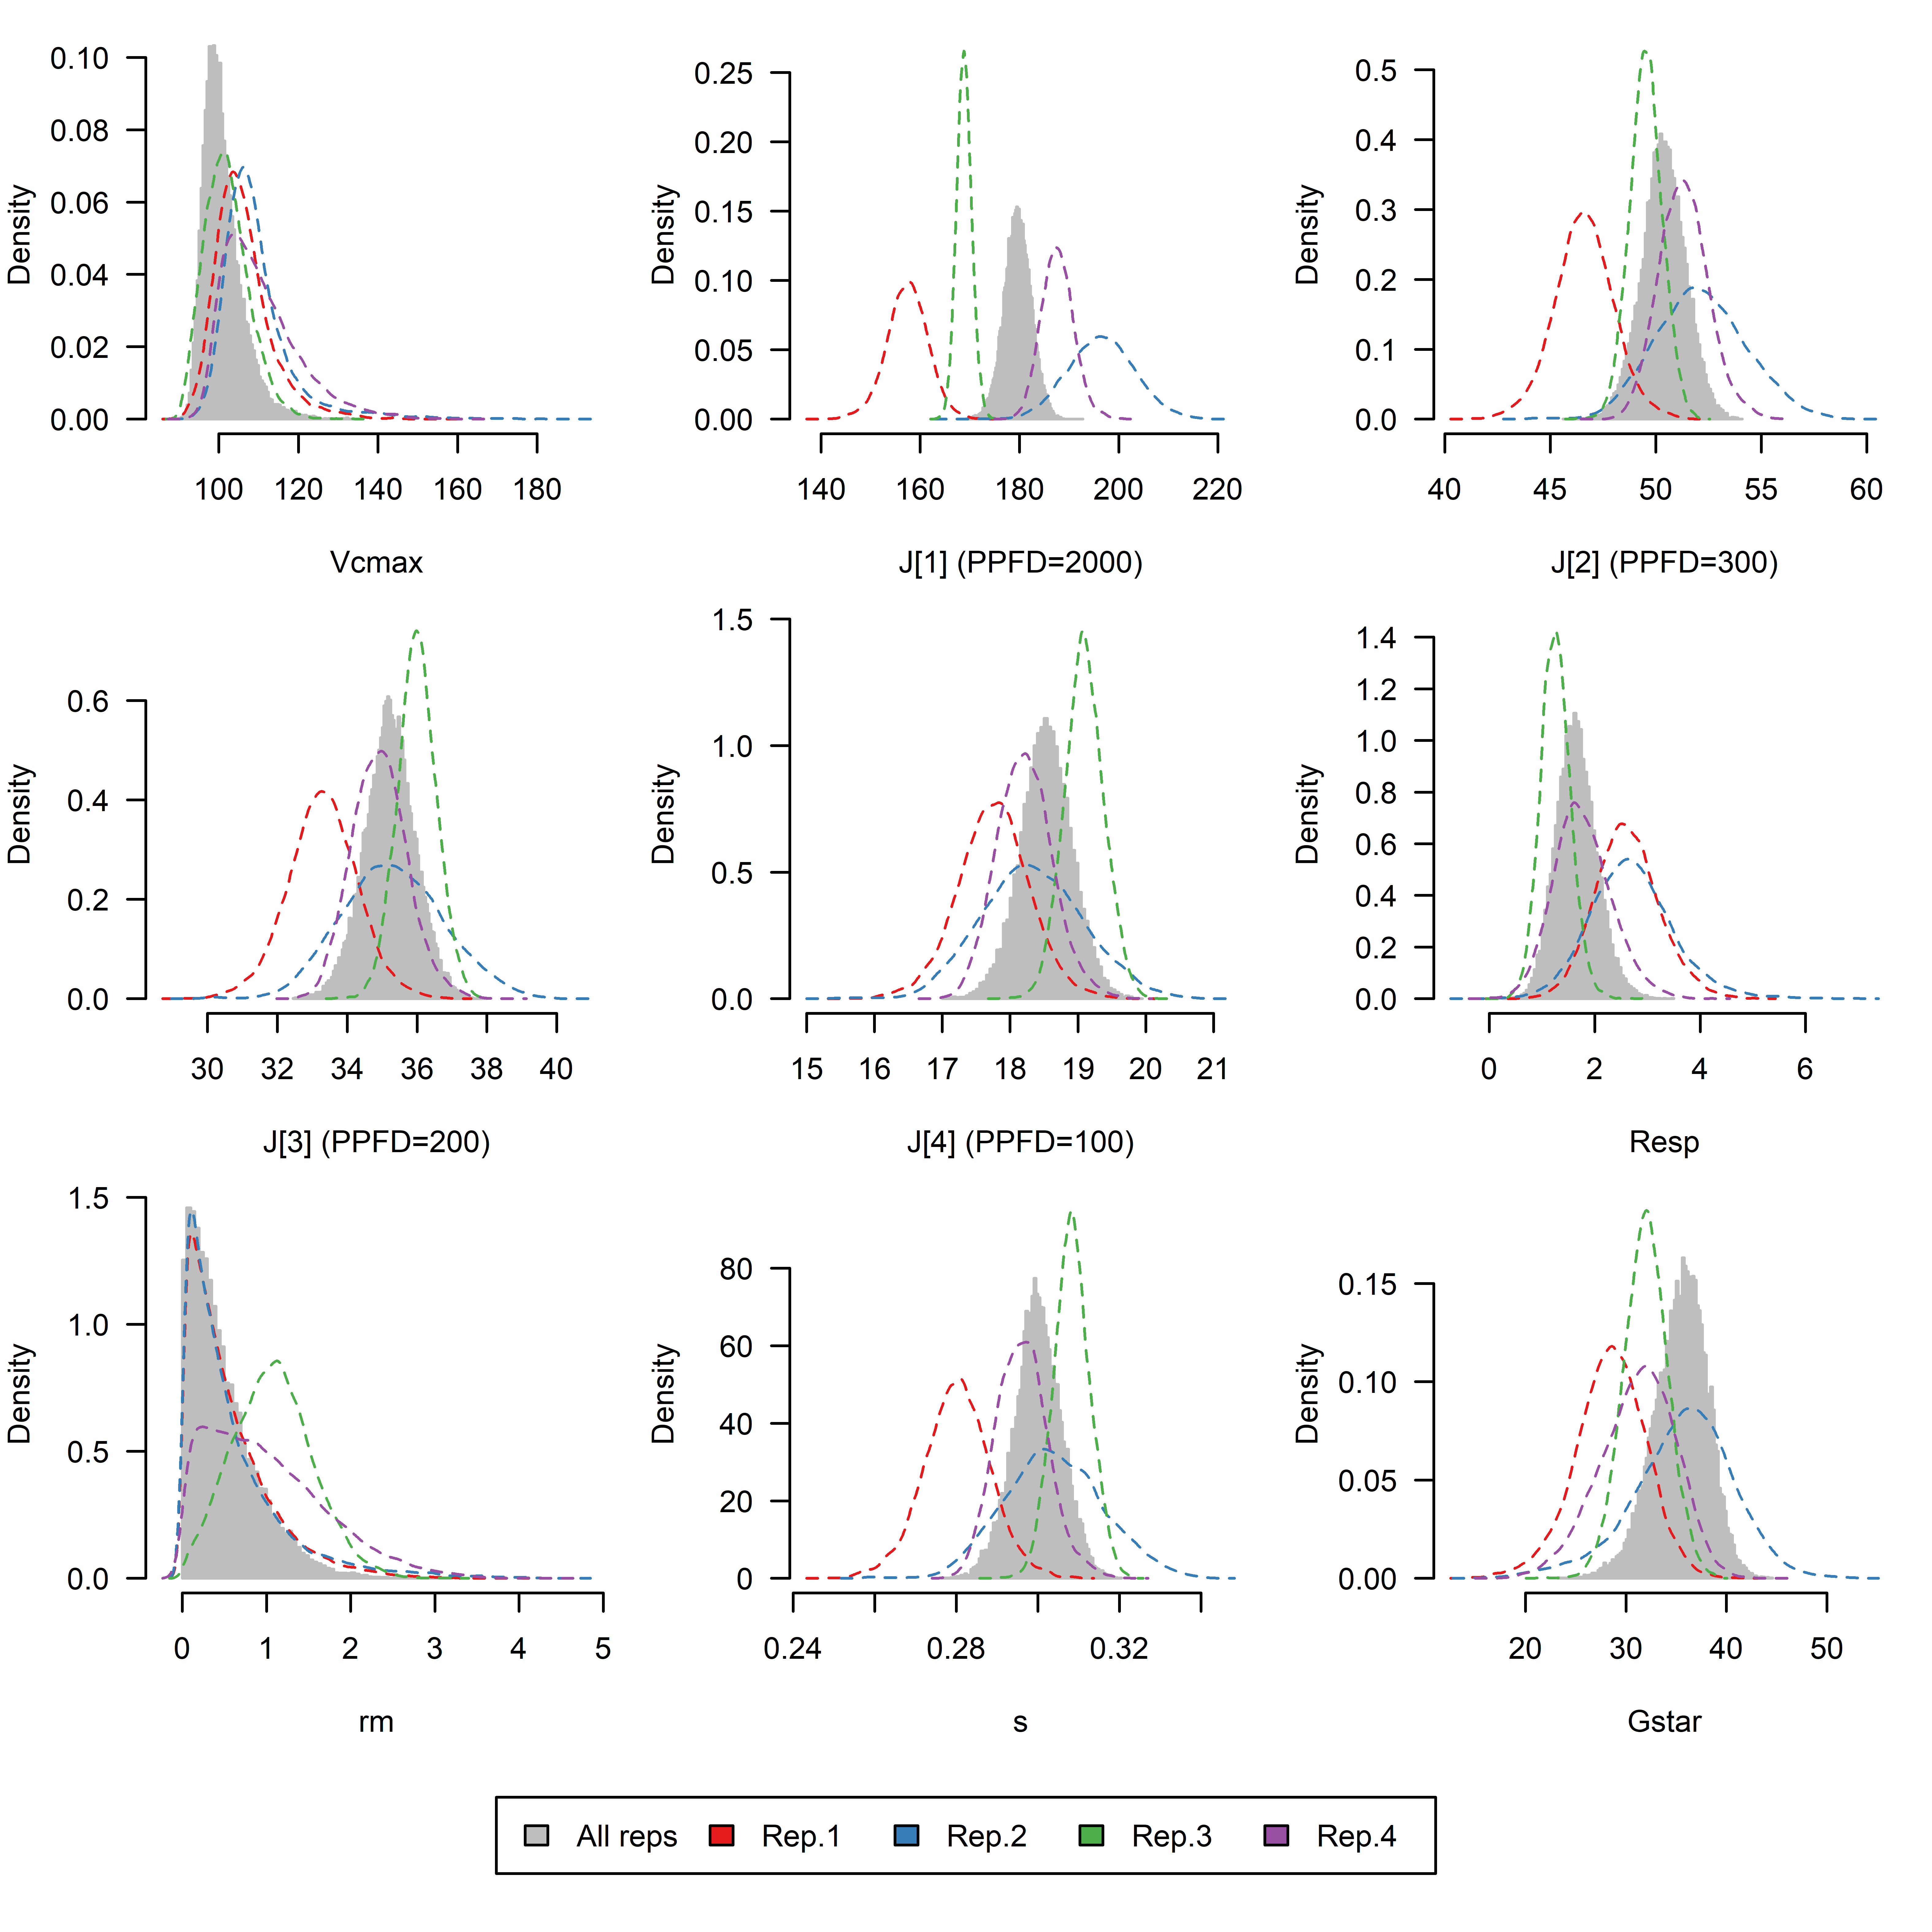 0.10
0.08
0.06
0.04
0.02
0.00
Density
100 120 140 160 180
Vcmax
0.25
0.20
0.15
0.10
0.05
0.00
Density
140 160 180 200 220
J[1] (PPFD=2000)
0.5
0.4
0.3
0.2
0.1
0.0
Density
40 45 50 55 60
J[2] (PPFD=300)
0.6
0.4
0.2
0.0
Density
30 32 34 36 38 40
J[3] (PPFD=200)
1.5
1.0
0.5
0.0
Density
15 16 17 18 19 20 21
J[4] (PPFD=100)
1.4
1.2
1.0
0.8
0.6
0.4
0.2
0.0
Density
0 2 4 6
Resp
1.5
1.0
0.5
0.0
Density
0 1 2 3 4 5
rm
80
60
40
20
0
Density
0.24 0.28 0.32
s
0.15
0.10
0.05
0.00
Density
20 30 40 50
Gstar
All reps Rep.1 Rep.2 Rep.3 Rep.4